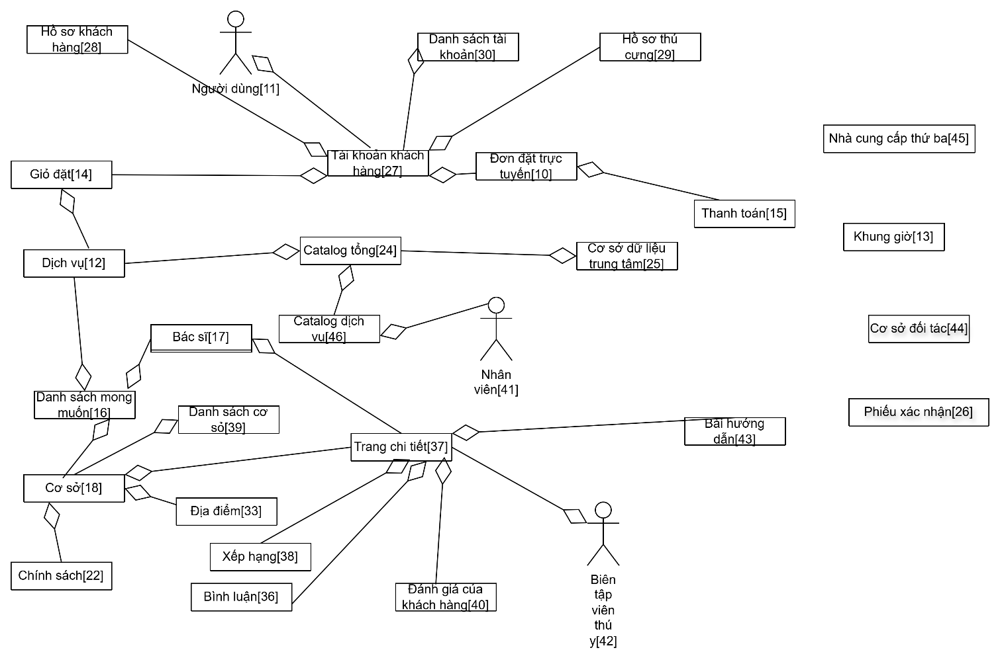 Hồ sơ khách
hàng[28]
Người dùng[11]
Danh sách tài
khoản[30]
Hồ sơ thú
cưng[29]
Nhà cung cấp thứ ba[45]
Tài khoản khách
hàng[27]
Đơn đặt trực
tuyến[10]
Giỏ đặt[14]
Thanh toán[15]
Khung giờ[13]
Dịch vụ[12]
Catalog tổng[24]
Cơ sở dữ liệu
trung tâm[25]
Catalog dịch
vu[46]
Bác sĩ[17]
Cơ sở đối tác[44]
Nhân
viên[41]
Danh sách mong
muốn[16]
Danh sách cơ
sỏ[39]
Phiếu xác nhận[26]
Bài hướng
dẫn[43]
Trang chi tiết[37]
Cơ sở[18]
Địa điểm[33]
Xếp hạng[38]
Chính sách[22]
Bình luận[36]
Đánh giá của
khách hàng[40]
Biên
tập
viên
thú
y[42]